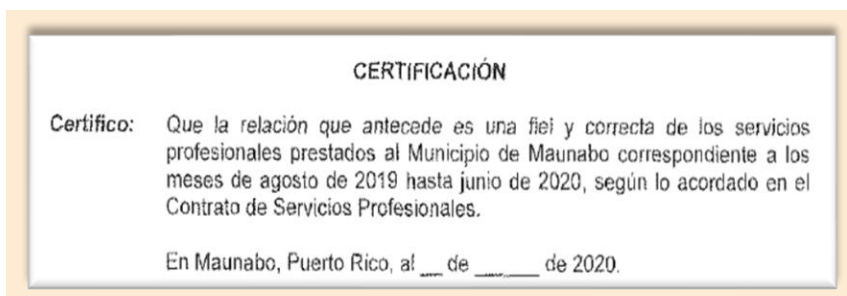 CERTIFICACIÓN
Certifico: Que la relación que antecede es una fiel y correcta de los servicios
profesionales prestados al Municipio de Maunabo correspondiente a los
meses de agosto de 2019 hasta junio de 2020, según lo acordado en el
Contrato de Servicios Profesionales.
En Maunabo, Puerto Rico, al __ de ______ de 2020.